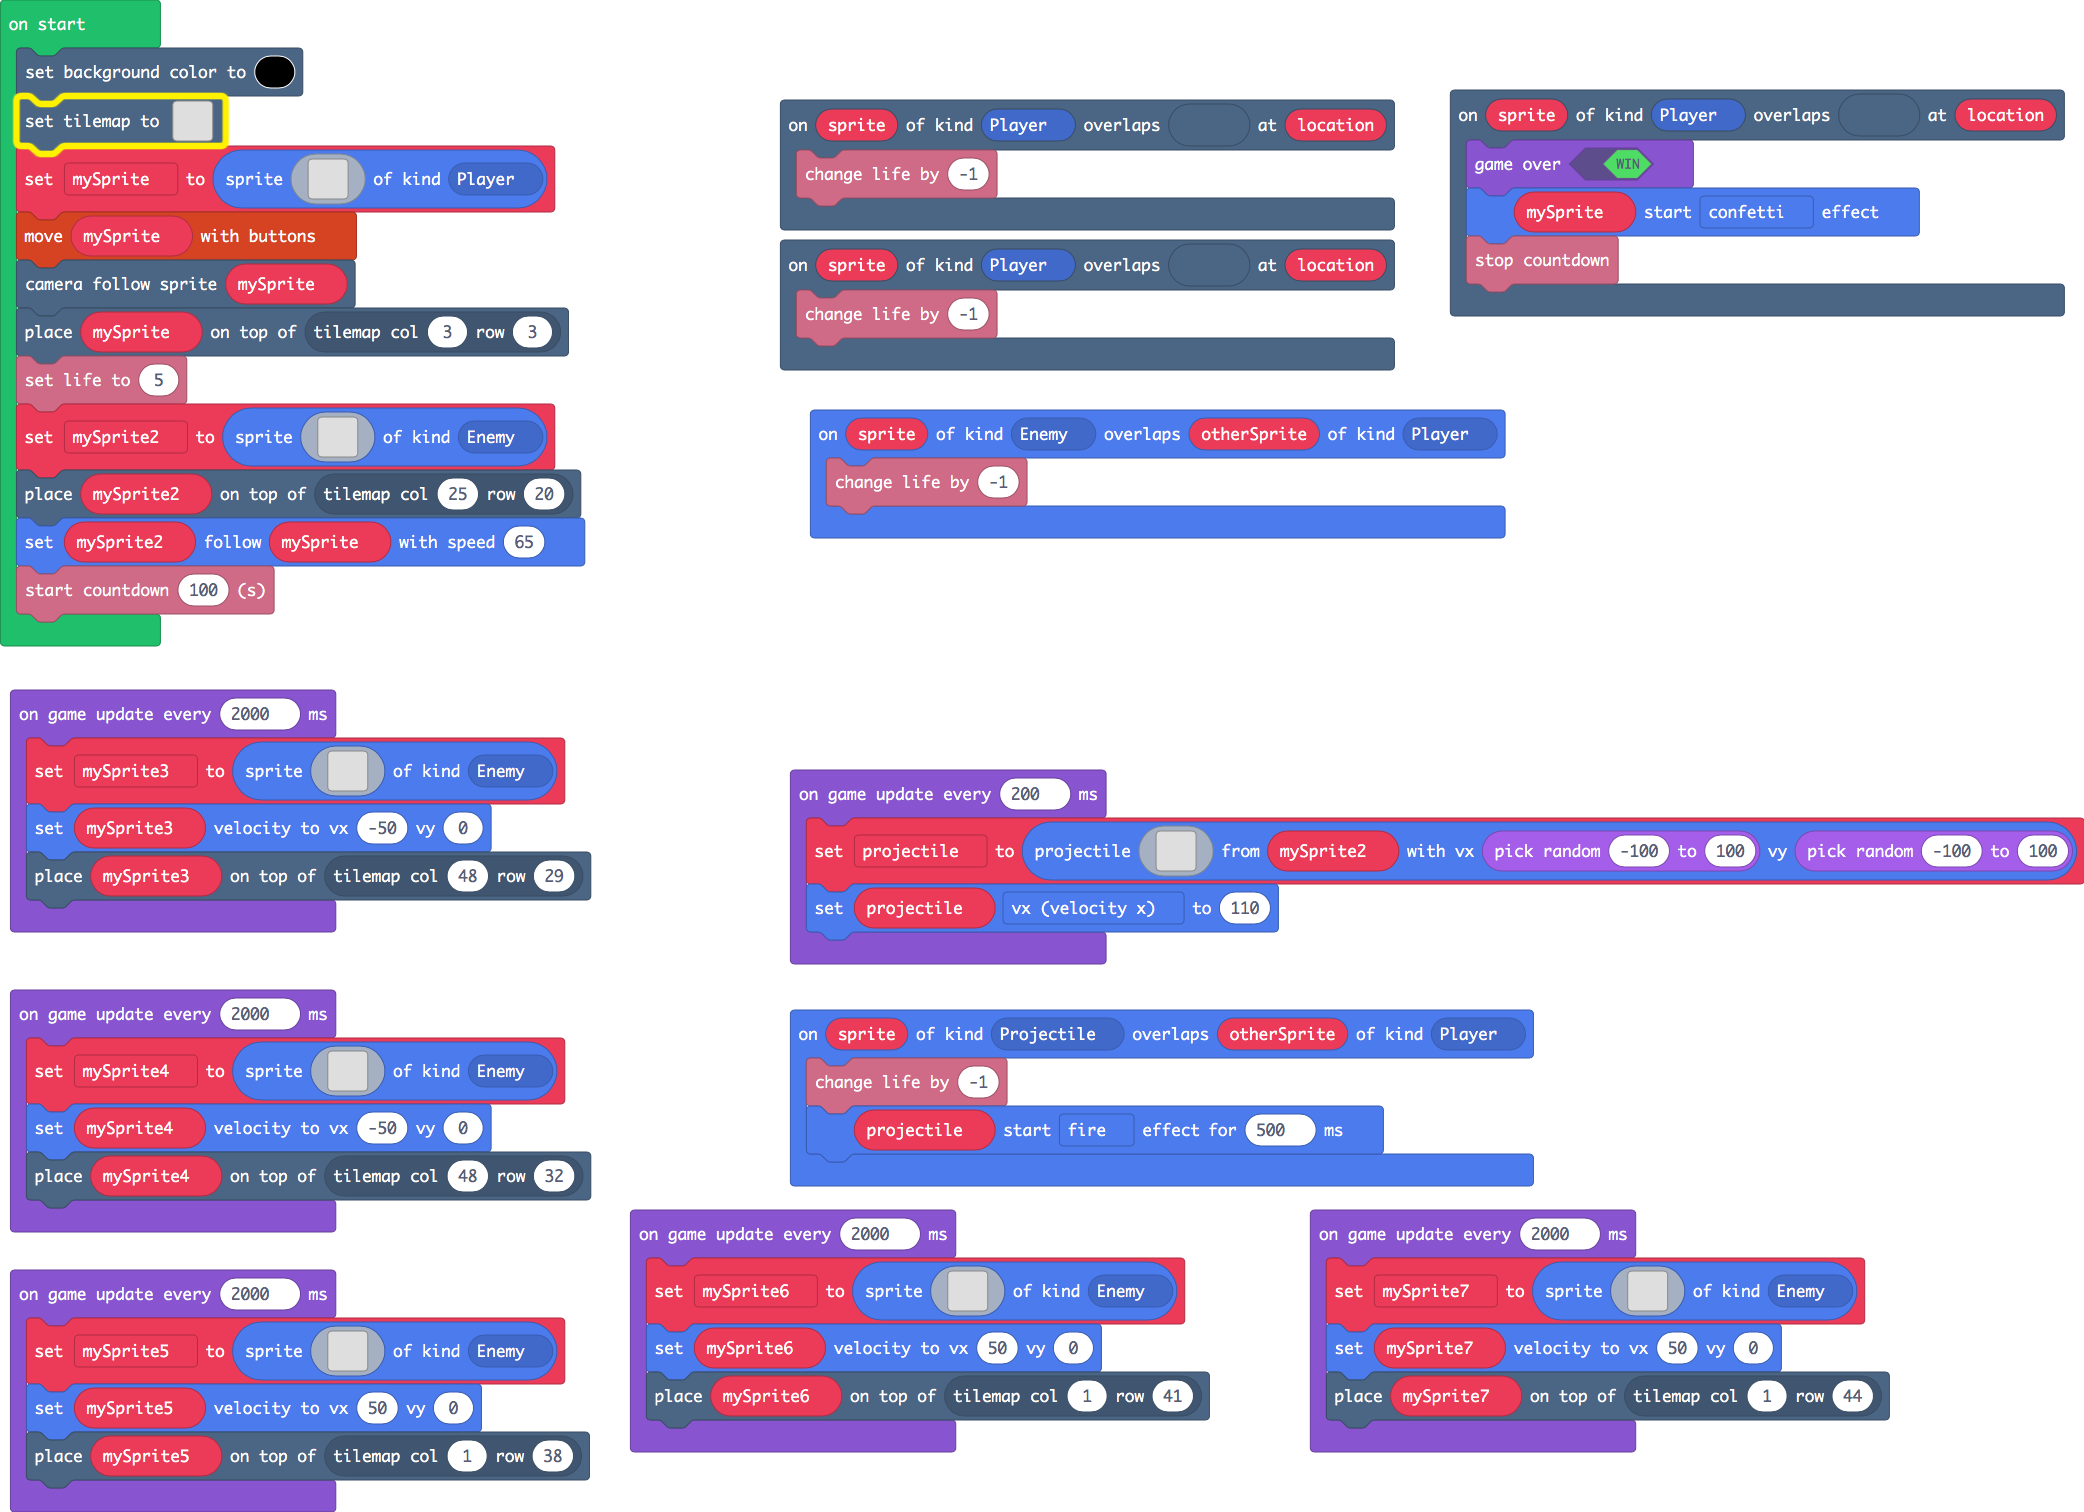 on start
set background color to
set tilemap to
set mySprite to sprite of kind Player
move mySprite with buttons
camera follow sprite mySprite
place mySprite on top of tilemap col 3 row 3
set life to 5
set mySprite2 to sprite of kind Enemy
place mySprite2 on top of tilemap col 25 row 20
set mySprite2 follow mySprite with speed 65
start countdown 100 (s)
on sprite of kind Player overlaps at location
change life by -1
on sprite of kind Player overlaps at location
change life by -1
on sprite of kind Player overlaps at location
game over WIN
mySprite start confetti effect
stop countdown
on sprite of kind Enemy overlaps otherSprite of kind Player
change life by -1
on game update every 2000 ms
set mySprite3 to sprite of kind Enemy
set mySprite3 velocity to vx -50 vy 0
place mySprite3 on top of tilemap col 48 row 29
on game update every 200 ms
set projectile to projectile from mySprite2 with vx pick random -100 to 100 vy pick random -100 to 100
set projectile vx (velocity x) to 110
on game update every 2000 ms
set mySprite4 to sprite of kind Enemy
set mySprite4 velocity to vx -50 vy 0
place mySprite4 on top of tilemap col 48 row 32
on sprite of kind Projectile overlaps otherSprite of kind Player
change life by -1
projectile start fire effect for 500 ms
on game update every 2000 ms
set mySprite5 to sprite of kind Enemy
set mySprite5 velocity to vx 50 vy 0
place mySprite5 on top of tilemap col 1 row 38
on game update every 2000 ms
set mySprite6 to sprite of kind Enemy
set mySprite6 velocity to vx 50 vy 0
place mySprite6 on top of tilemap col 1 row 41
on game update every 2000 ms
set mySprite7 to sprite of kind Enemy
set mySprite7 velocity to vx 50 vy 0
place mySprite7 on top of tilemap col 1 row 44